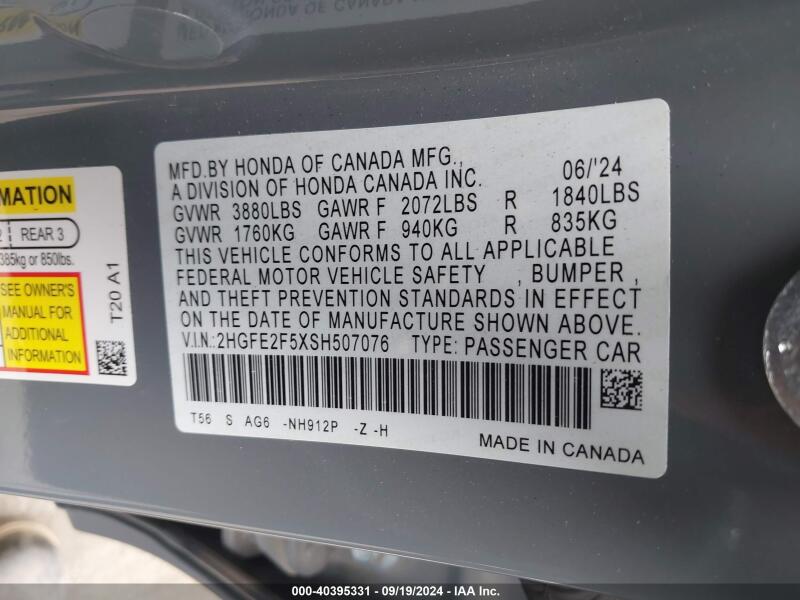 MFD.BY HONDA OF CANADA MFG., 06/'24
A DIVISION OF HONDA CANADA INC.
GVWR 3880LBS GAWR F 2072LBS R 1840LBS
GVWR 1760KG GAWR F 940KG R 835KG
THIS VEHICLE CONFORMS TO ALL APPLICABLE
FEDERAL MOTOR VEHICLE SAFETY , BUMPER ,
AND THEFT PREVENTION STANDARDS IN EFFECT
ON THE DATE OF MANUFACTURE SHOWN ABOVE.
V.I.N.:2HGFE2F5XSH507076 TYPE: PASSENGER CAR
T56 S AG6 -NH912P -Z -H
MADE IN CANADA
REAR 3
385kg or 850lbs.
SEE OWNER'S
MANUAL FOR
ADDITIONAL
INFORMATION
T20 A1
000-40395331 - 09/19/2024 - IAA Inc.